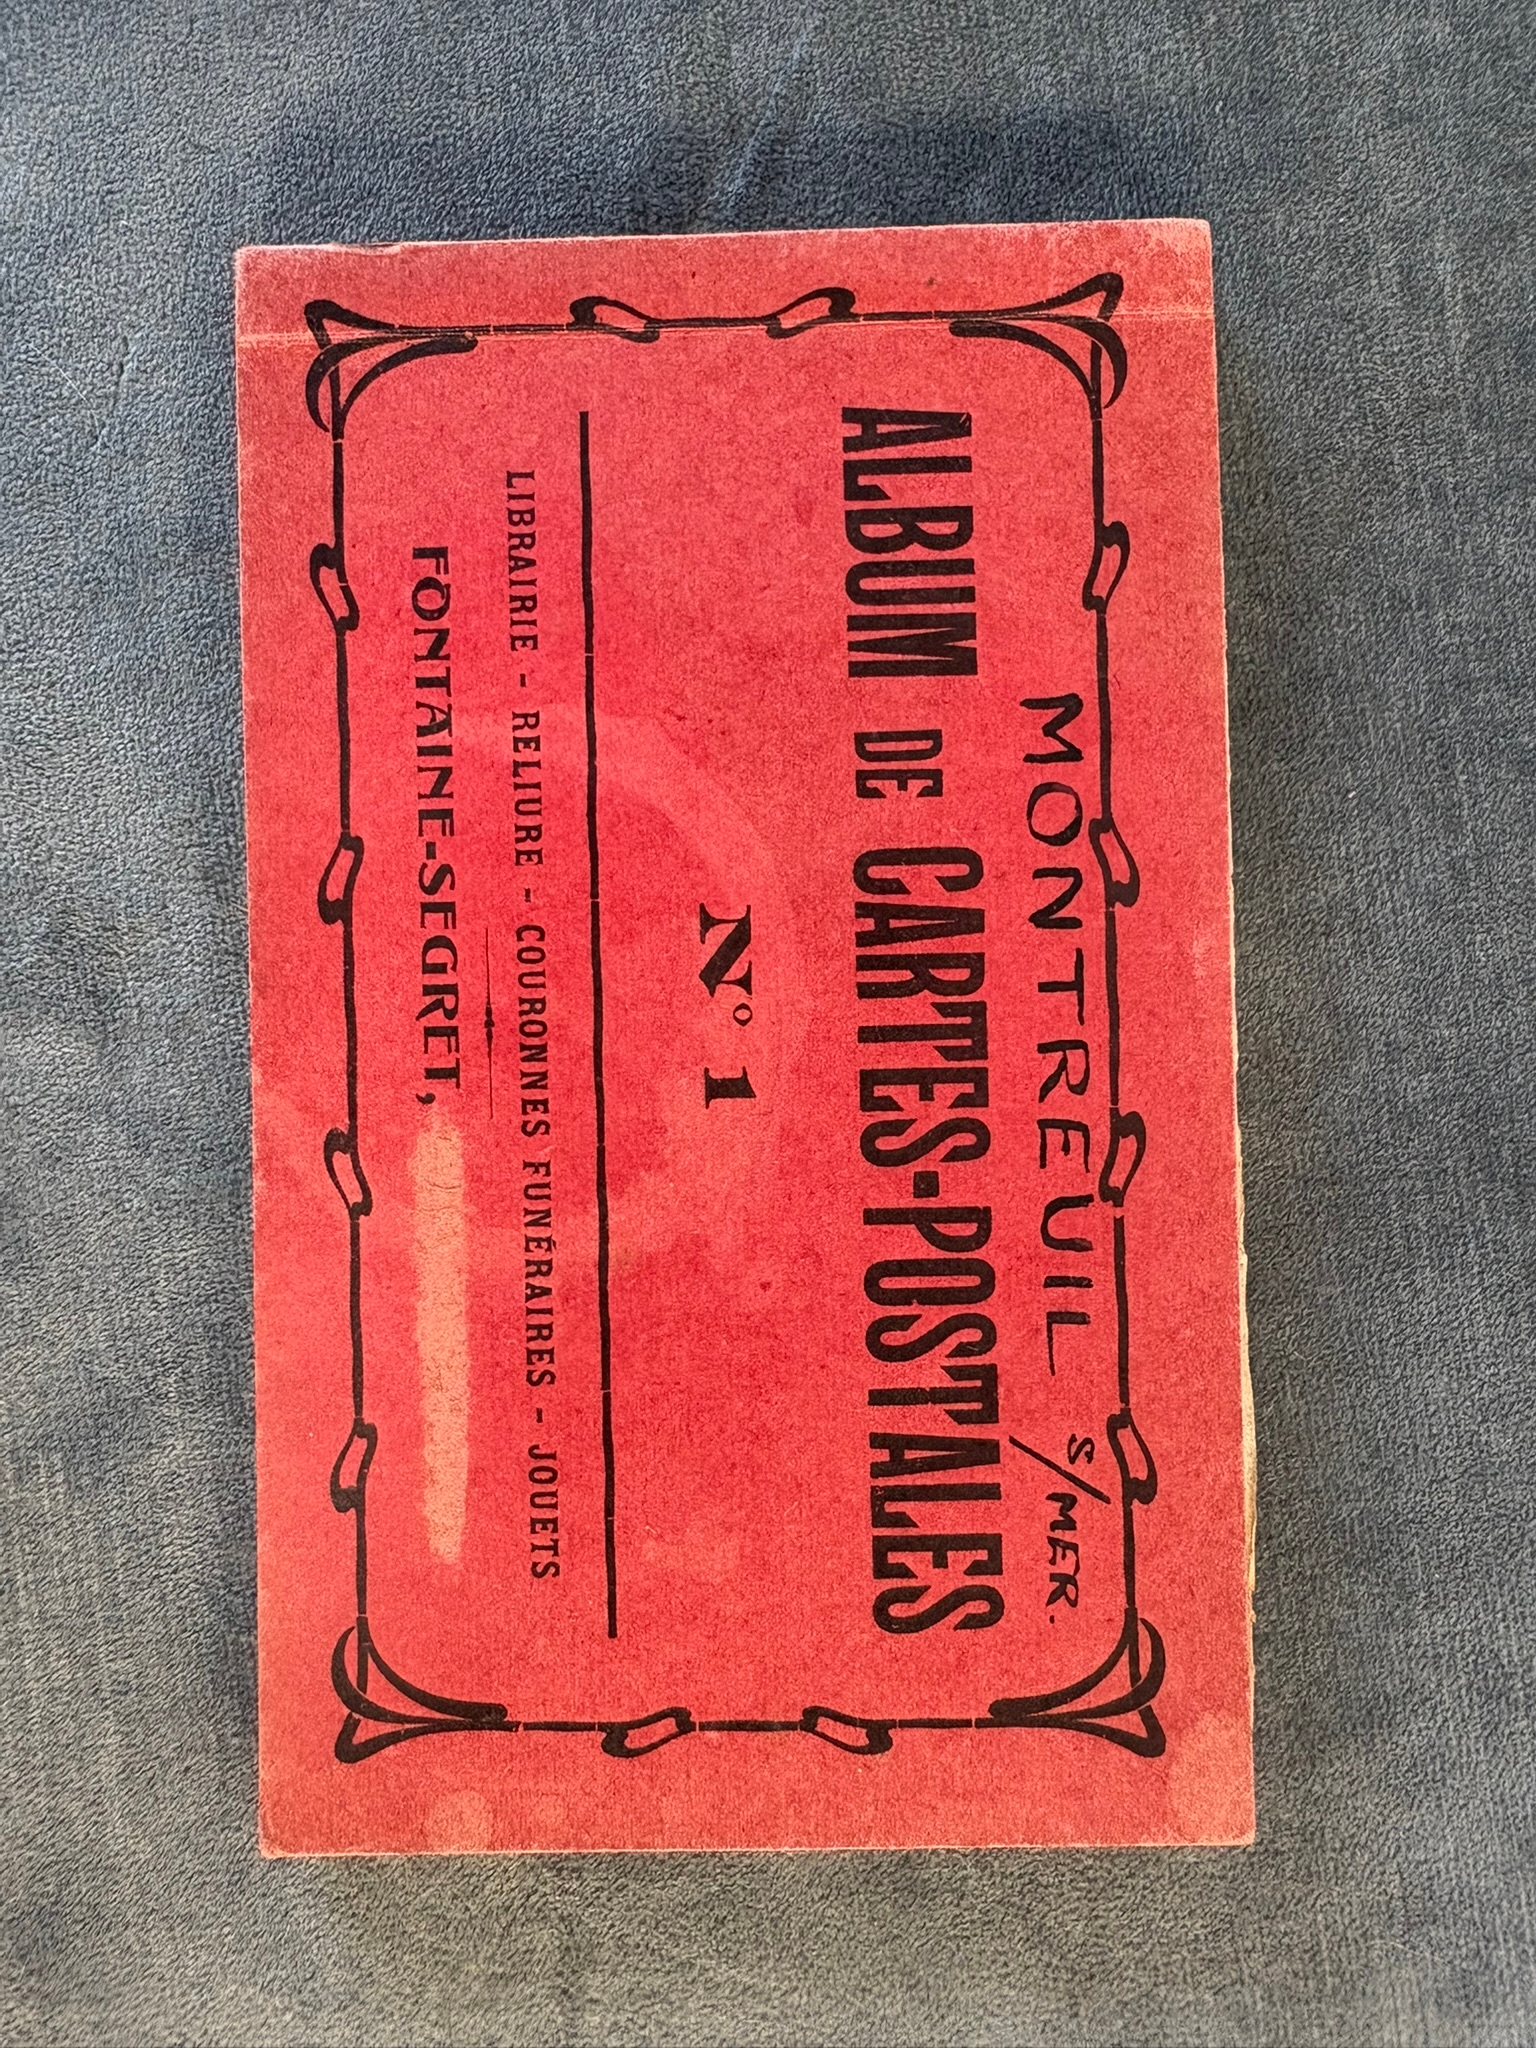 MONTREUIL S/MER.
ALBUM DE CARTES-POSTALES
N° 1
LIBRAIRIE - RELIURE - COURONNES FUNÉRAIRES - JOUETS
FONTAINE-SEGRET,